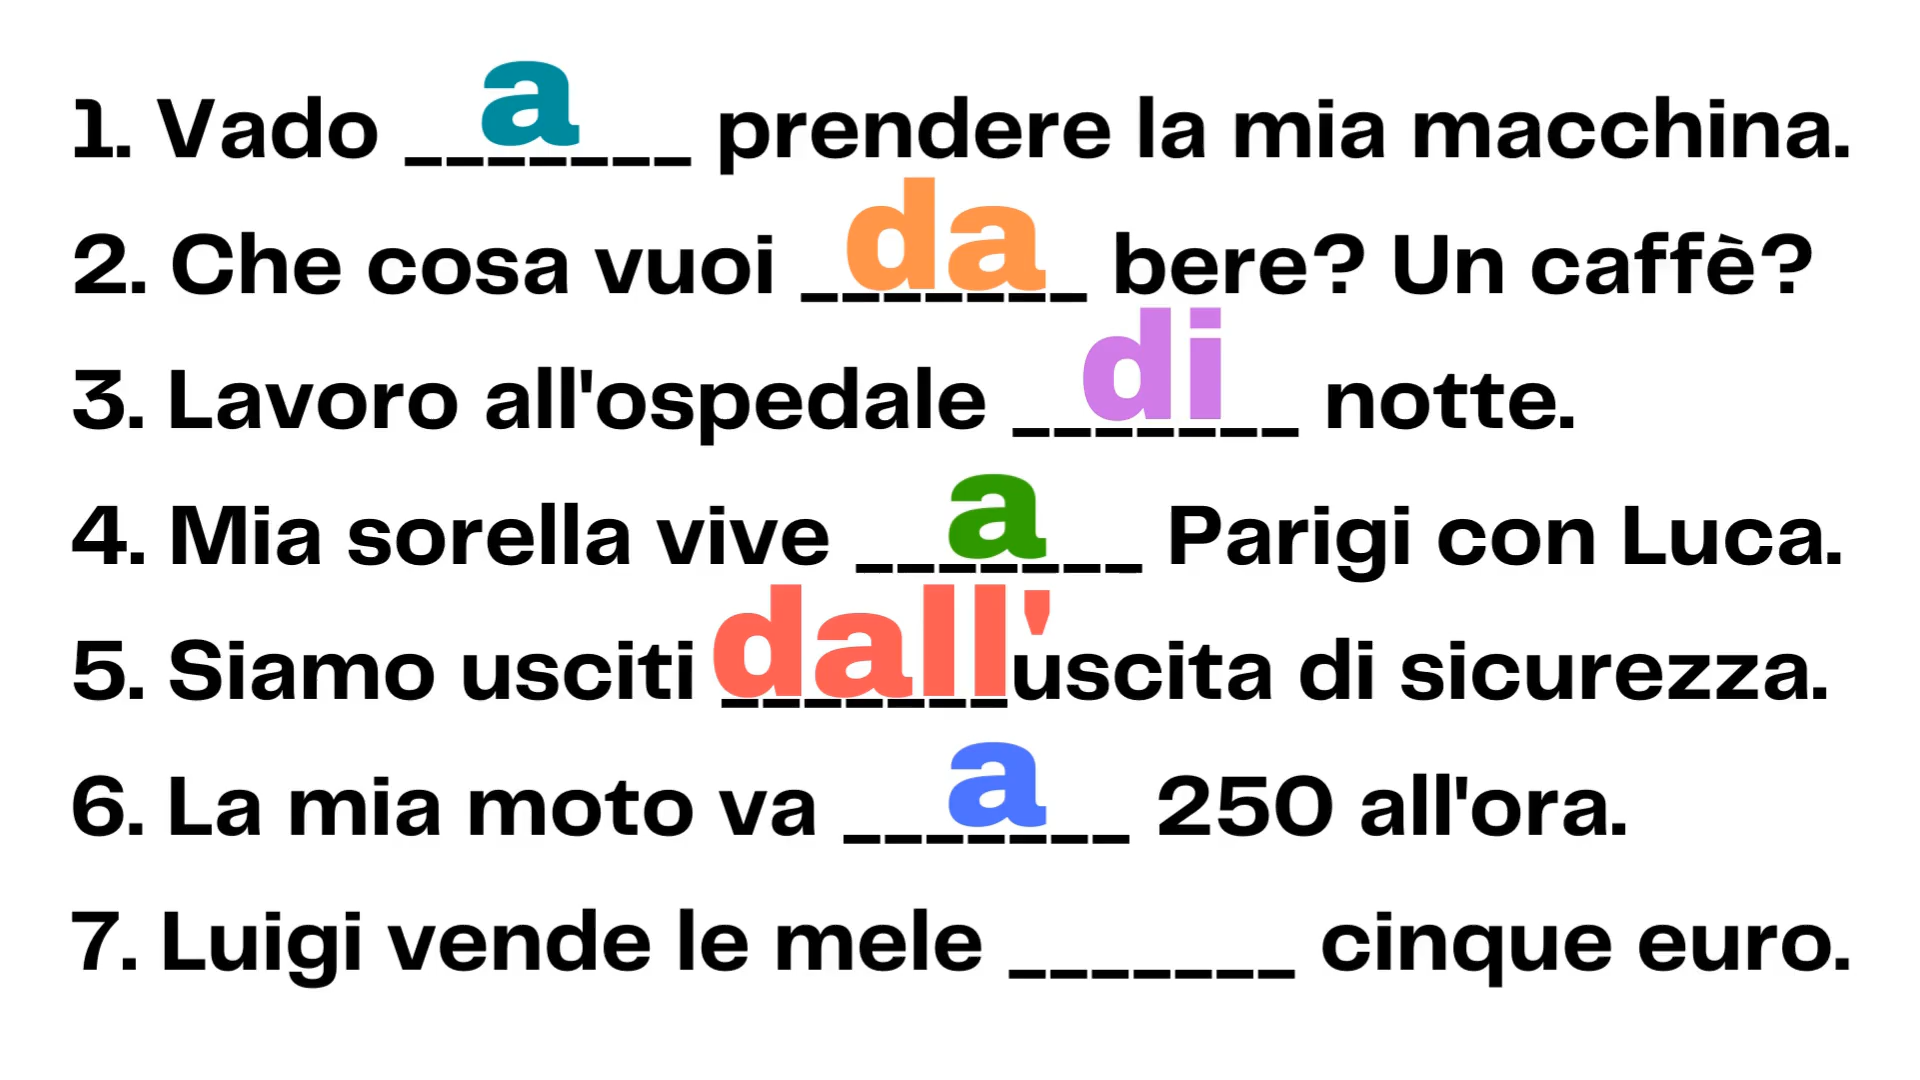 1. Vado a prendere la mia macchina.
2. Che cosa vuoi da bere? Un caffè?
3. Lavoro all'ospedale di notte.
4. Mia sorella vive a Parigi con Luca.
5. Siamo usciti dall'uscita di sicurezza.
6. La mia moto va a 250 all'ora.
7. Luigi vende le mele _______ cinque euro.